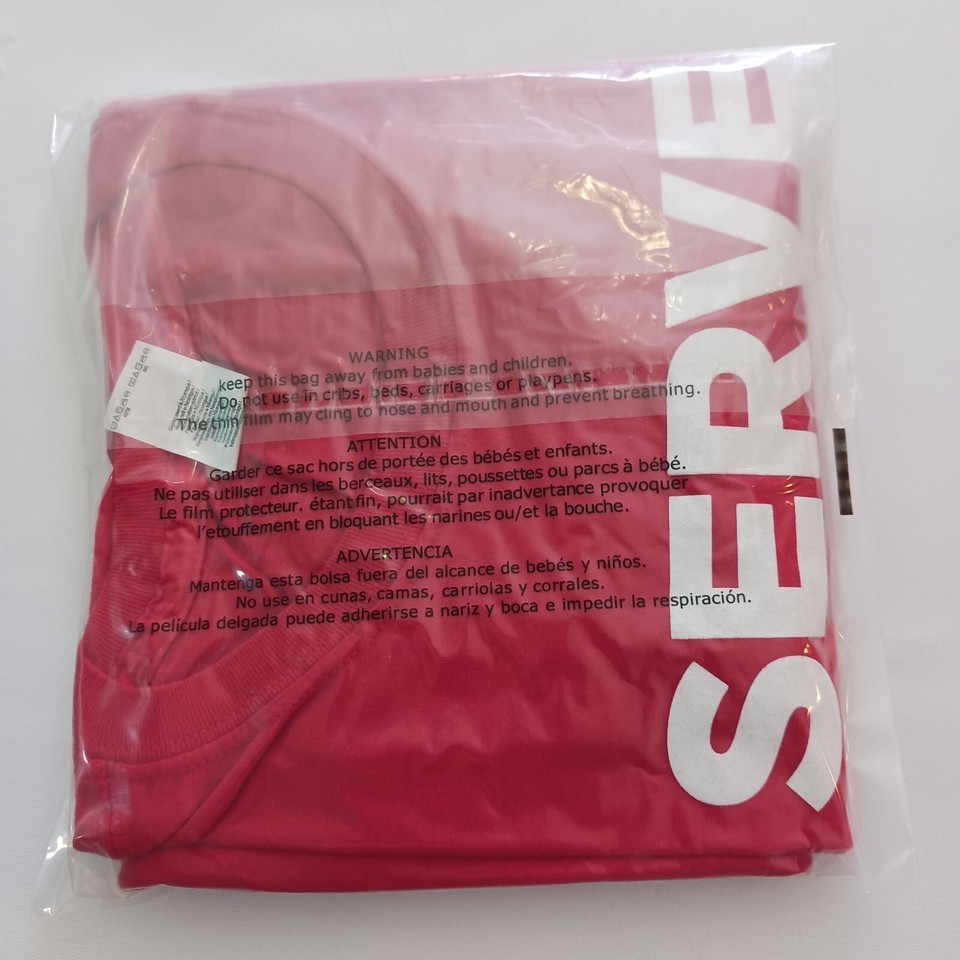 WARNING
keep this bag away from babies and children.
Do not use in cribs, beds, carriages or playpens.
The thin film may cling to nose and mouth and prevent breathing.
ATTENTION
Garder ce sac hors de portée des bébés et enfants.
Ne pas utiliser dans les berceaux, lits, poussettes ou parcs à bébé.
Le film protecteur. étant fin, pourrait par inadvertance provoquer
l'etouffement en bloquant les narines ou/et la bouche.
ADVERTENCIA
Mantenga esta bolsa fuera del alcance de bebés y niños.
No use en cunas, camas, carriolas y corrales.
La película delgada puede adherirse a nariz y boca e impedir la respiración.
SERVE